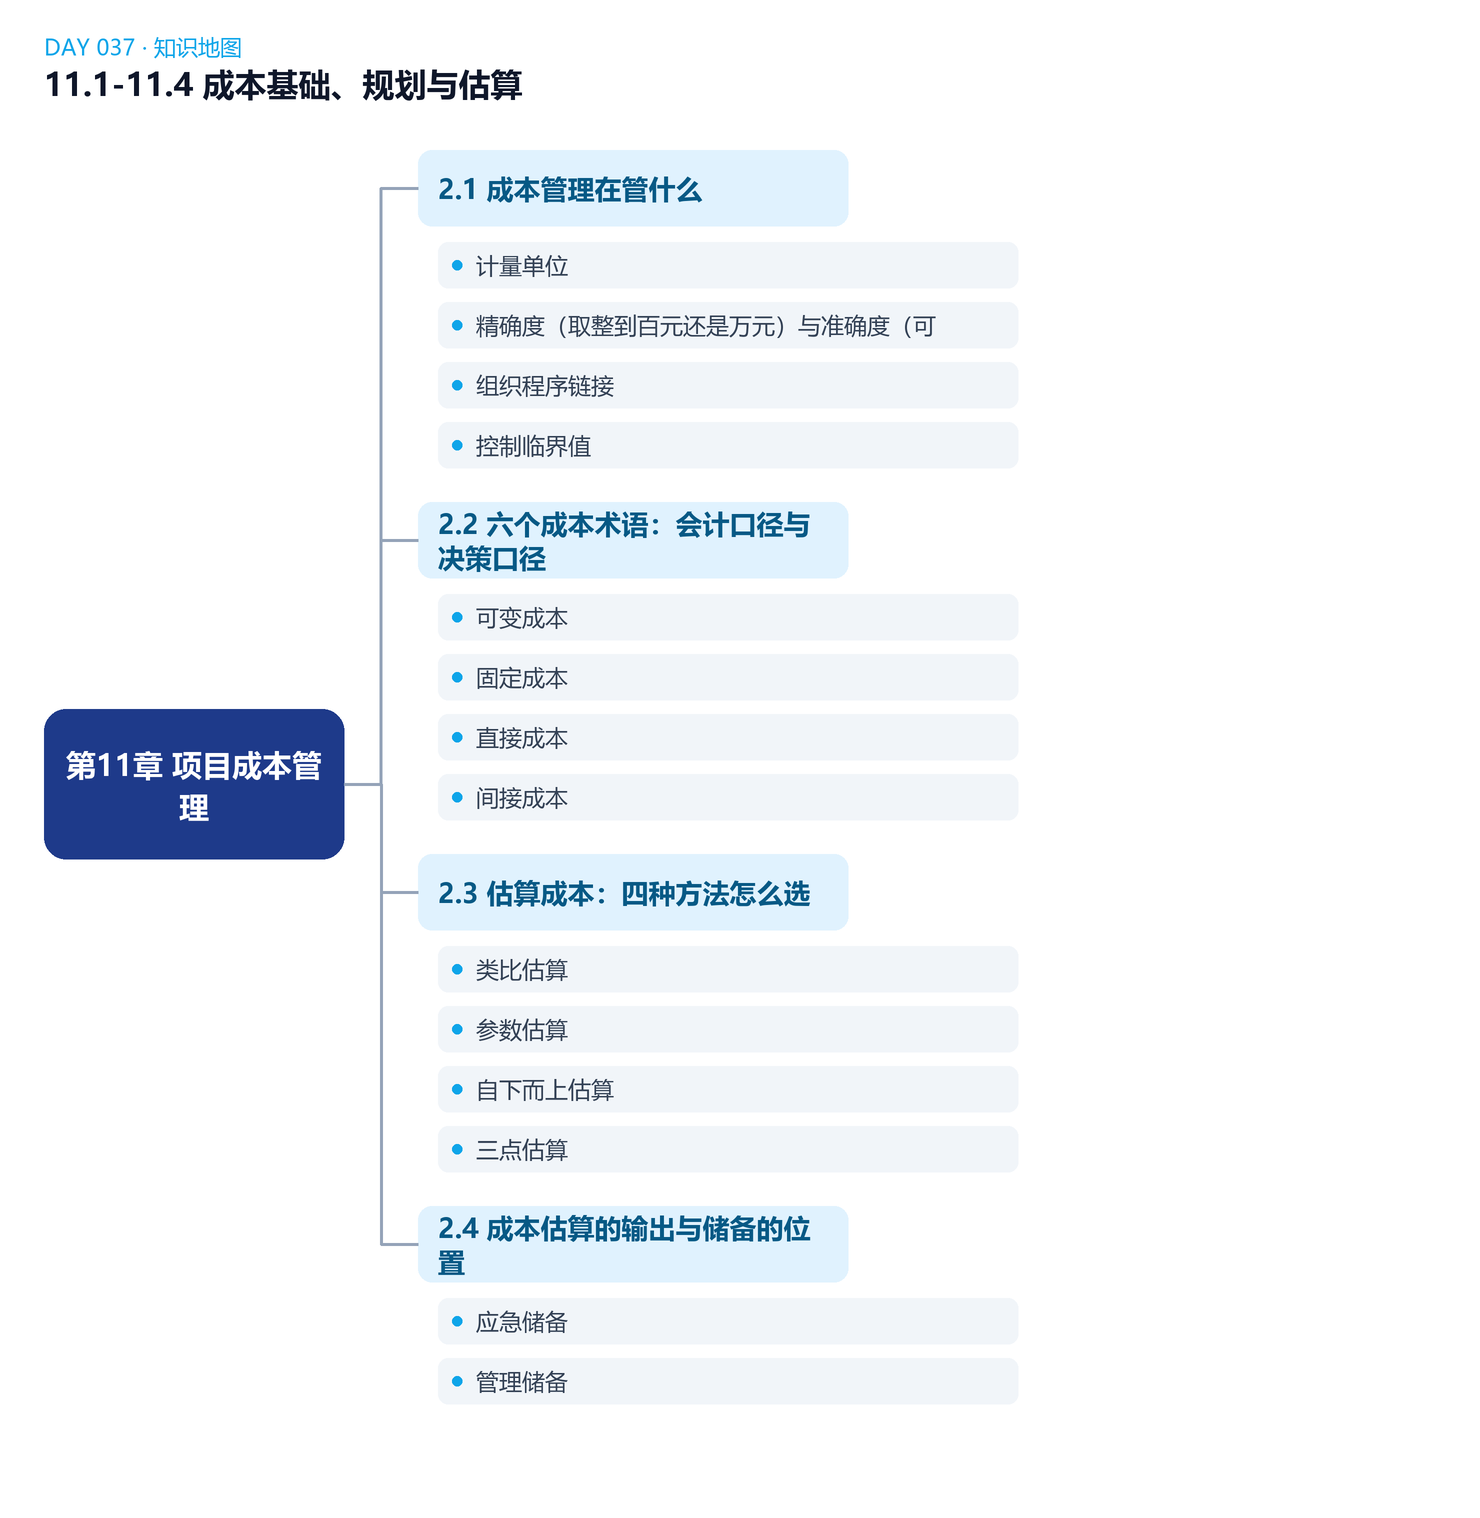 DAY 037 · 知识地图
11.1-11.4 成本基础、规划与估算
2.1 成本管理在管什么
计量单位
精确度（取整到百元还是万元）与准确度（可
组织程序链接
控制临界值
2.2 六个成本术语：会计口径与
决策口径
可变成本
固定成本
直接成本
间接成本
第11章 项目成本管
理
2.3 估算成本：四种方法怎么选
类比估算
参数估算
自下而上估算
三点估算
2.4 成本估算的输出与储备的位
置
应急储备
管理储备